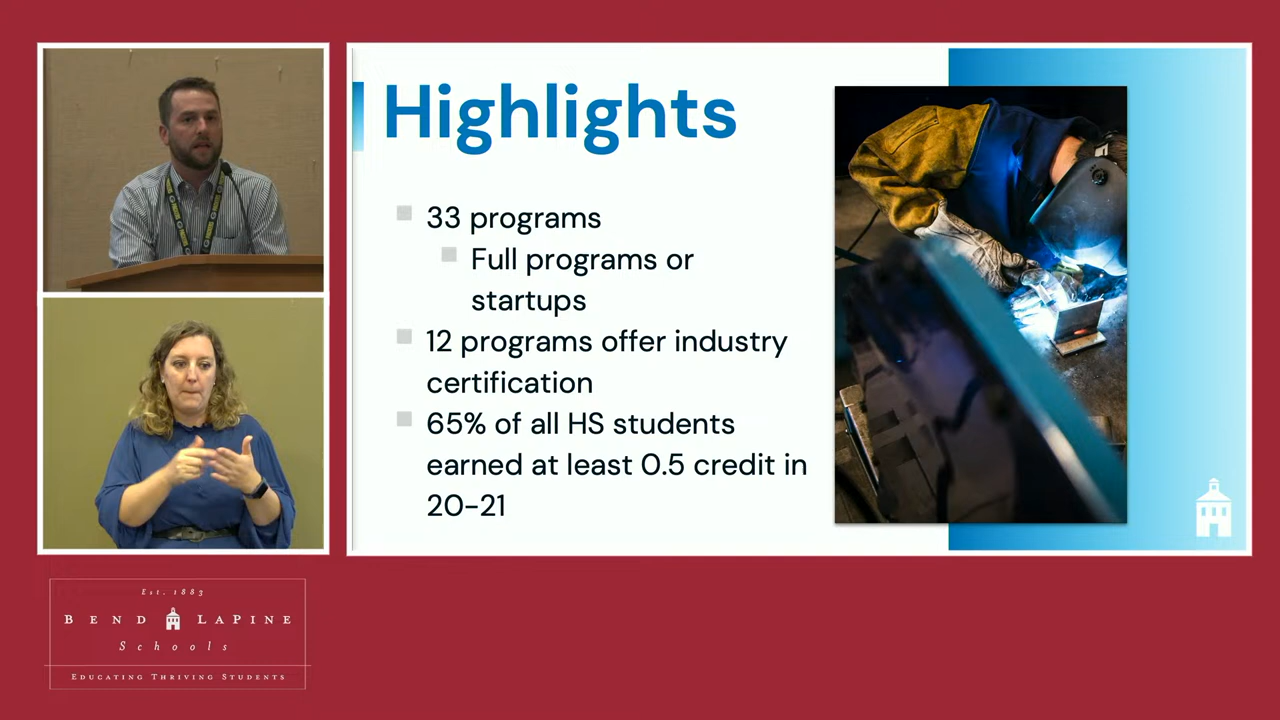 Highlights
33 programs
Full programs or
startups
12 programs offer industry
certification
65% of all HS students
earned at least 0.5 credit in
20-21
Est. 1883
BEND LAPINE
Schools
EDUCATING THRIVING STUDENTS